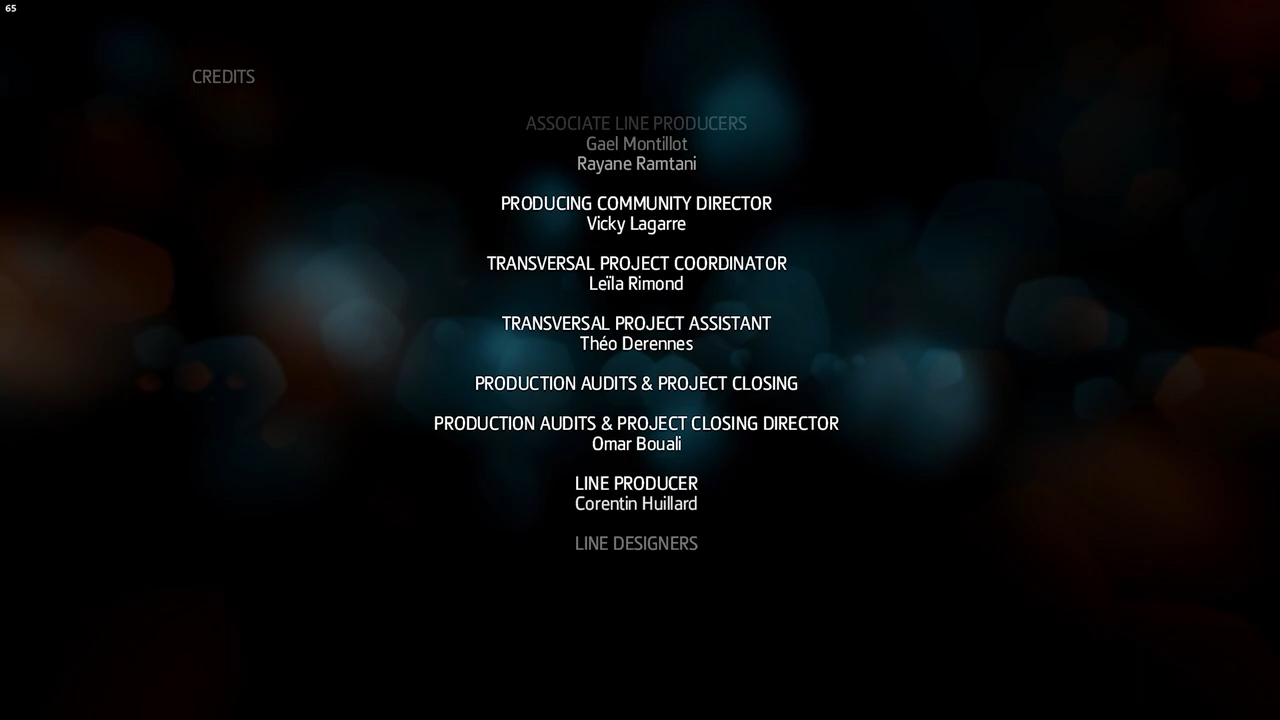 65
CREDITS
ASSOCIATE LINE PRODUCERS
Gael Montillot
Rayane Ramtani
PRODUCING COMMUNITY DIRECTOR
Vicky Lagarre
TRANSVERSAL PROJECT COORDINATOR
Leïla Rimond
TRANSVERSAL PROJECT ASSISTANT
Théo Derennes
PRODUCTION AUDITS & PROJECT CLOSING
PRODUCTION AUDITS & PROJECT CLOSING DIRECTOR
Omar Bouali
LINE PRODUCER
Corentin Huillard
LINE DESIGNERS